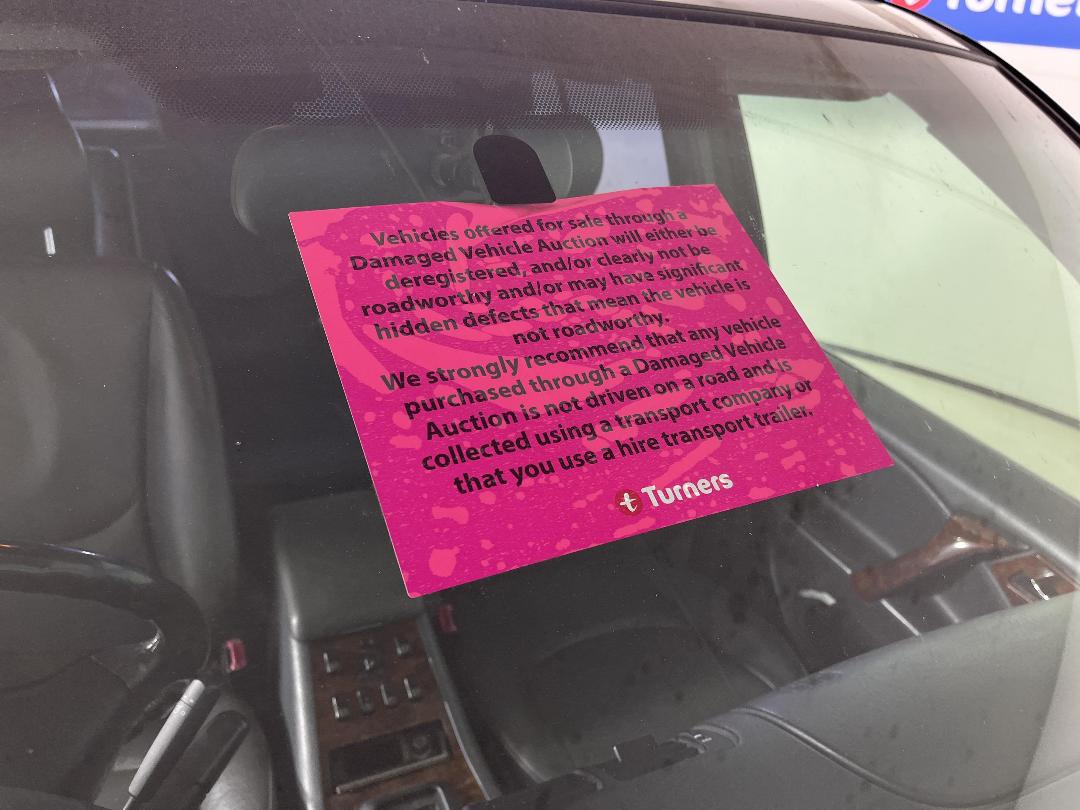 Turners
Vehicles offered for sale through a
Damaged Vehicle Auction will either be
deregistered, and/or clearly not be
roadworthy and/or may have significant
hidden defects that mean the vehicle is
not roadworthy.
We strongly recommend that any vehicle
purchased through a Damaged Vehicle
Auction is not driven on a road and is
collected using a transport company or
that you use a hire transport trailer.
Turners